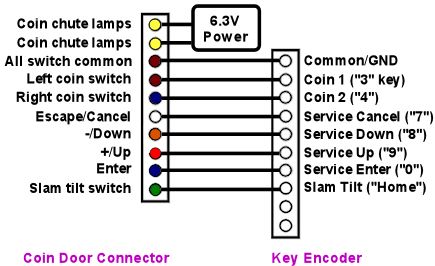 Coin chute lamps
Coin chute lamps
All switch common
Left coin switch
Right coin switch
Escape/Cancel
-/Down
+/Up
Enter
Slam tilt switch
6.3V
Power
Common/GND
Coin 1 ("3" key)
Coin 2 ("4")
Service Cancel ("7")
Service Down ("8")
Service Up ("9")
Service Enter ("0")
Slam Tilt ("Home")
Coin Door Connector
Key Encoder